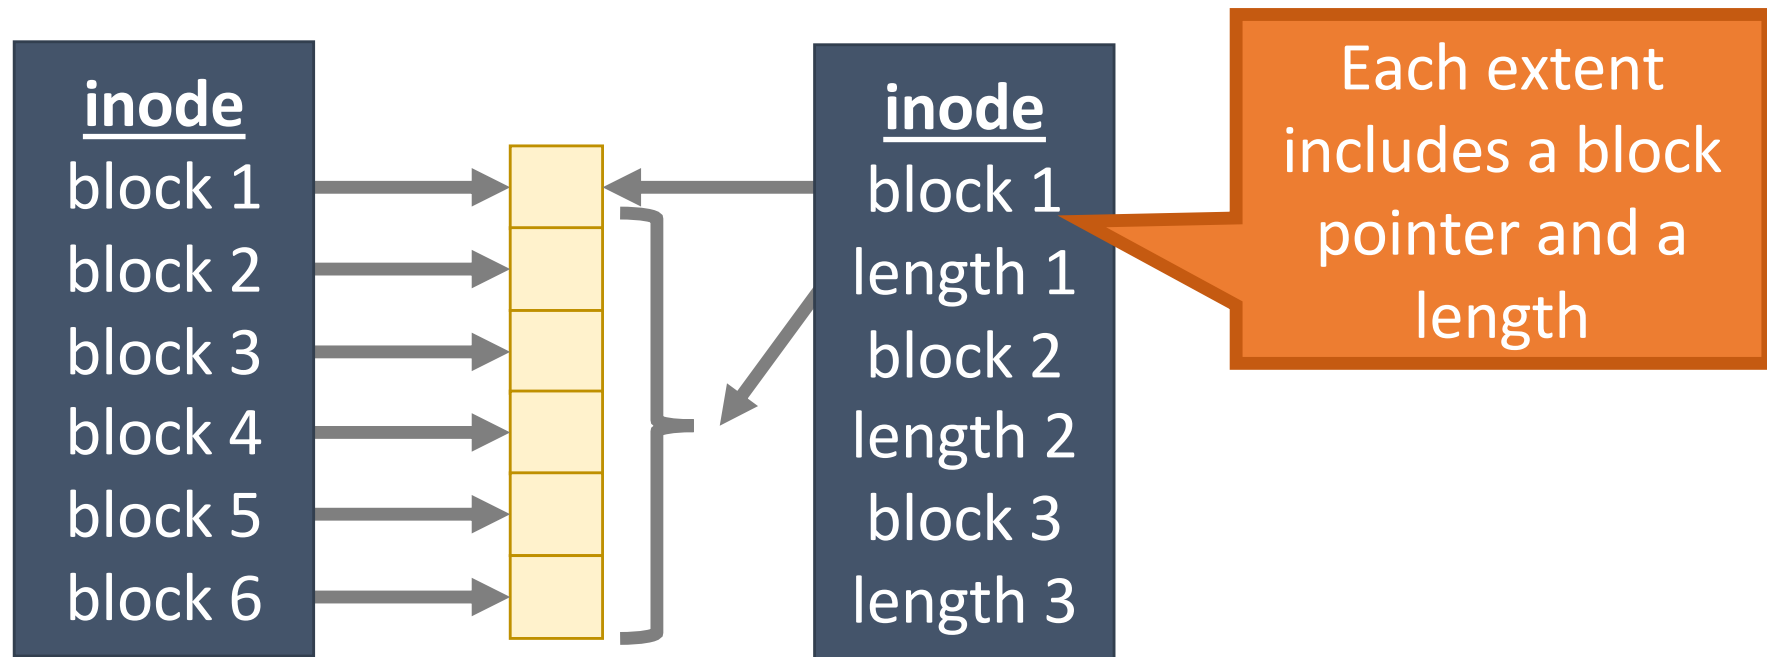 inode
block 1
block 2
block 3
block 4
block 5
block 6
inode
block 1
length 1
block 2
length 2
block 3
length 3
Each extent
includes a block
pointer and a
length